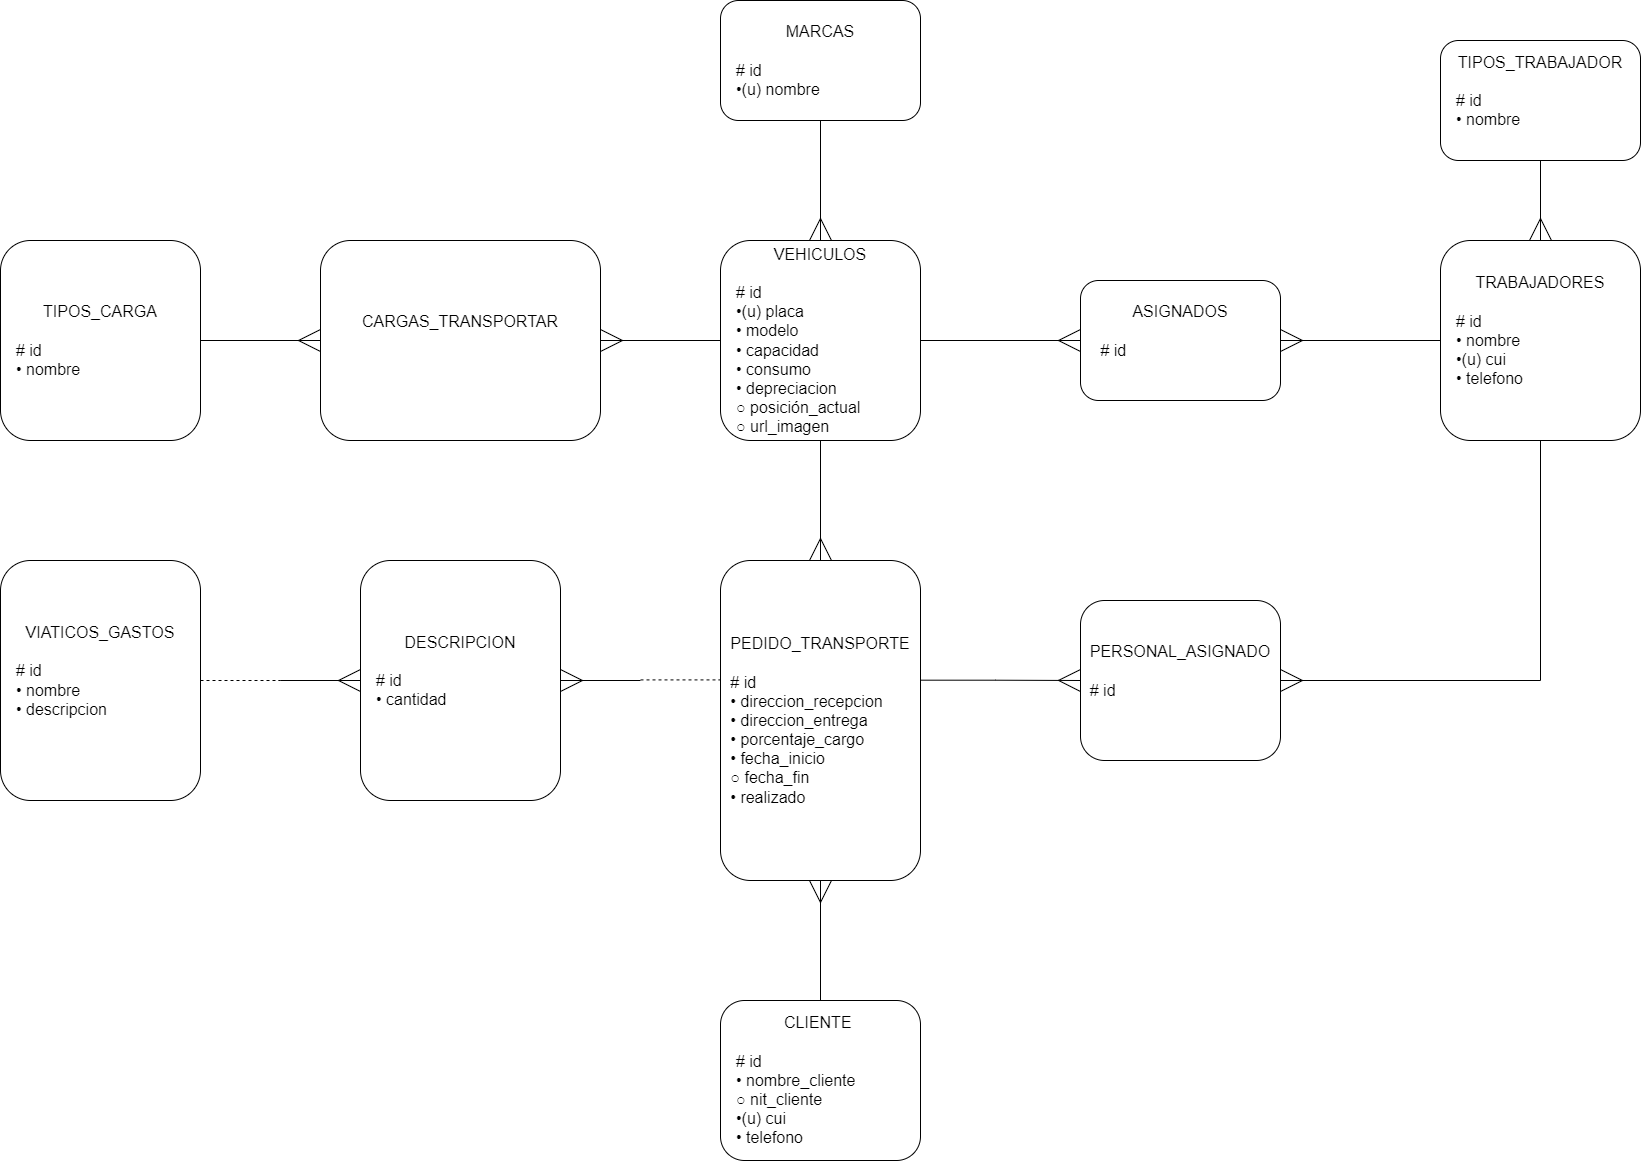 MARCAS
# id
•(u) nombre
TIPOS_TRABAJADOR
# id
• nombre
TIPOS_CARGA
# id
• nombre
CARGAS_TRANSPORTAR
VEHICULOS
# id
•(u) placa
• modelo
• capacidad
• consumo
• depreciacion
○ posición_actual
○ url_imagen
ASIGNADOS
# id
TRABAJADORES
# id
• nombre
•(u) cui
• telefono
VIATICOS_GASTOS
# id
• nombre
• descripcion
DESCRIPCION
# id
• cantidad
PEDIDO_TRANSPORTE
# id
• direccion_recepcion
• direccion_entrega
• porcentaje_cargo
• fecha_inicio
○ fecha_fin
• realizado
PERSONAL_ASIGNADO
# id
CLIENTE
# id
• nombre_cliente
○ nit_cliente
•(u) cui
• telefono